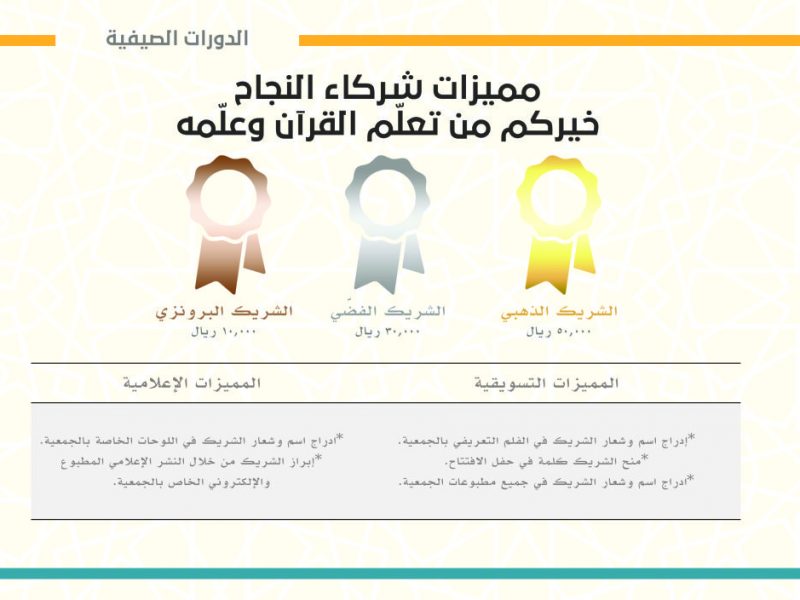 الدورات الصيفية
مميزات شركاء النجاح
خيركم من تعلّم القرآن وعلّمه
الشريك الذهبي
٥٠,٠٠٠ ريال
الشريك الفضّي
٣٠,٠٠٠ ريال
الشريك البرونزي
١٠,٠٠٠ ريال
المميزات التسويقية
*إدراج اسم وشعار الشريك في الفلم التعريفي بالجمعية.
*منح الشريك كلمة في حفل الافتتاح.
*ادراج اسم وشعار الشريك في جميع مطبوعات الجمعية.
المميزات الإعلامية
*ادراج اسم وشعار الشريك في اللوحات الخاصة بالجمعية.
*إبراز الشريك من خلال النشر الإعلامي المطبوع
والإلكتروني الخاص بالجمعية.